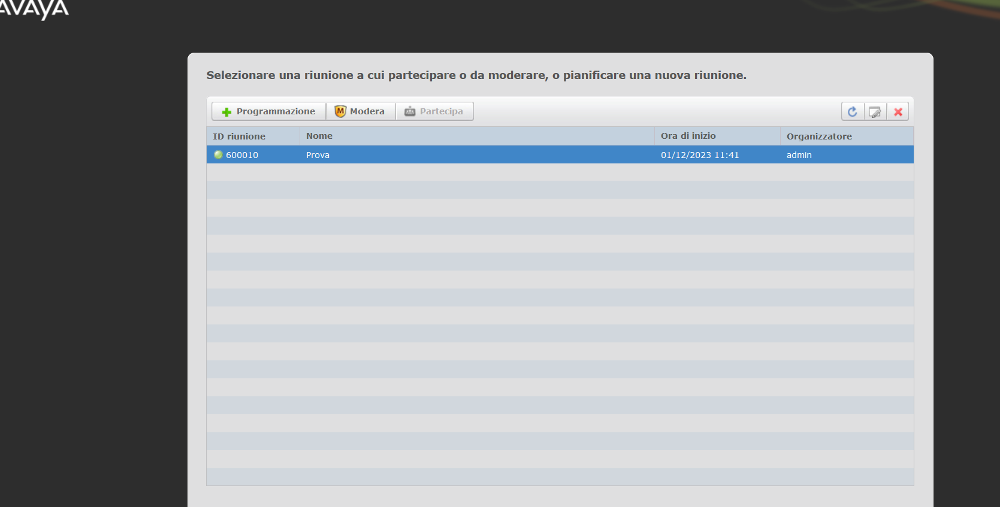 AVAYA
Selezionare una riunione a cui partecipare o da moderare, o pianificare una nuova riunione.
Programmazione M Modera Partecipa
ID riunione Nome Ora di inizio Organizzatore
600010 Prova 01/12/2023 11:41 admin